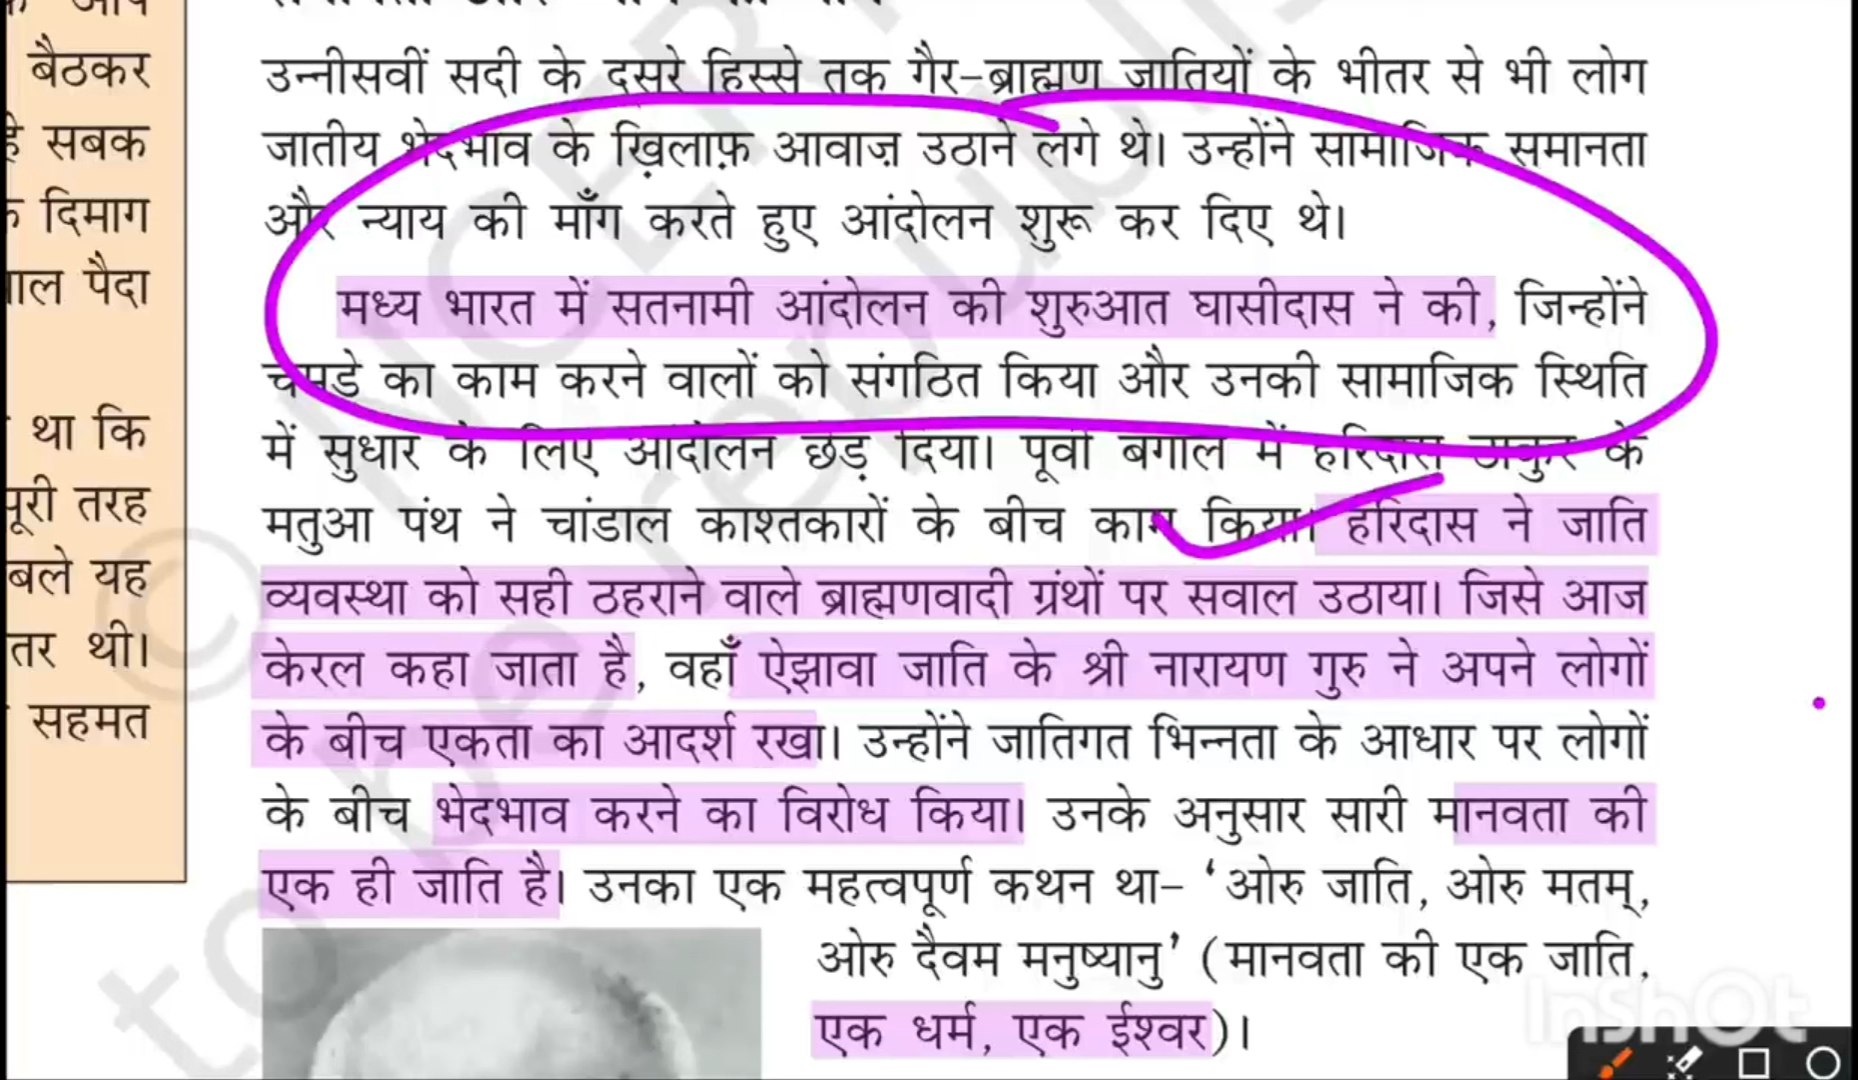 बैठकर
सबक
दिमाग
पैदा
था कि
पूरी तरह
बले यह
तर थी।
सहमत
उन्नीसवीं सदी के दूसरे हिस्से तक गैर-ब्राह्मण जातियों के भीतर से भी लोग
जातीय भेदभाव के ख़िलाफ़ आवाज़ उठाने लगे थे। उन्होंने सामाजिक समानता
और न्याय की माँग करते हुए आंदोलन शुरू कर दिए थे।
मध्य भारत में सतनामी आंदोलन की शुरुआत घासीदास ने की, जिन्होंने
चमड़े का काम करने वालों को संगठित किया और उनकी सामाजिक स्थिति
में सुधार के लिए आंदोलन छेड़ दिया। पूर्वी बंगाल में हरिदास ठाकुर के
मतुआ पंथ ने चांडाल काश्तकारों के बीच काम किया। हरिदास ने जाति
व्यवस्था को सही ठहराने वाले ब्राह्मणवादी ग्रंथों पर सवाल उठाया। जिसे आज
केरल कहा जाता है, वहाँ ऐझावा जाति के श्री नारायण गुरु ने अपने लोगों
के बीच एकता का आदर्श रखा। उन्होंने जातिगत भिन्नता के आधार पर लोगों
के बीच भेदभाव करने का विरोध किया। उनके अनुसार सारी मानवता की
एक ही जाति है। उनका एक महत्वपूर्ण कथन था- ‘ओरु जाति, ओरु मतम्,
ओरु दैवम मनुष्यानु’ (मानवता की एक जाति,
एक धर्म, एक ईश्वर)।
InShOt